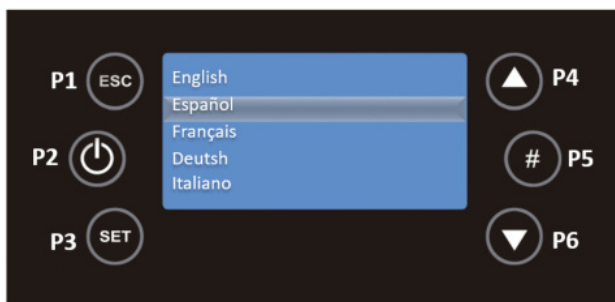 P1 ESC
English
P4
Español
Français
P2
Deutsh
# P5
Italiano
P3 SET
P6